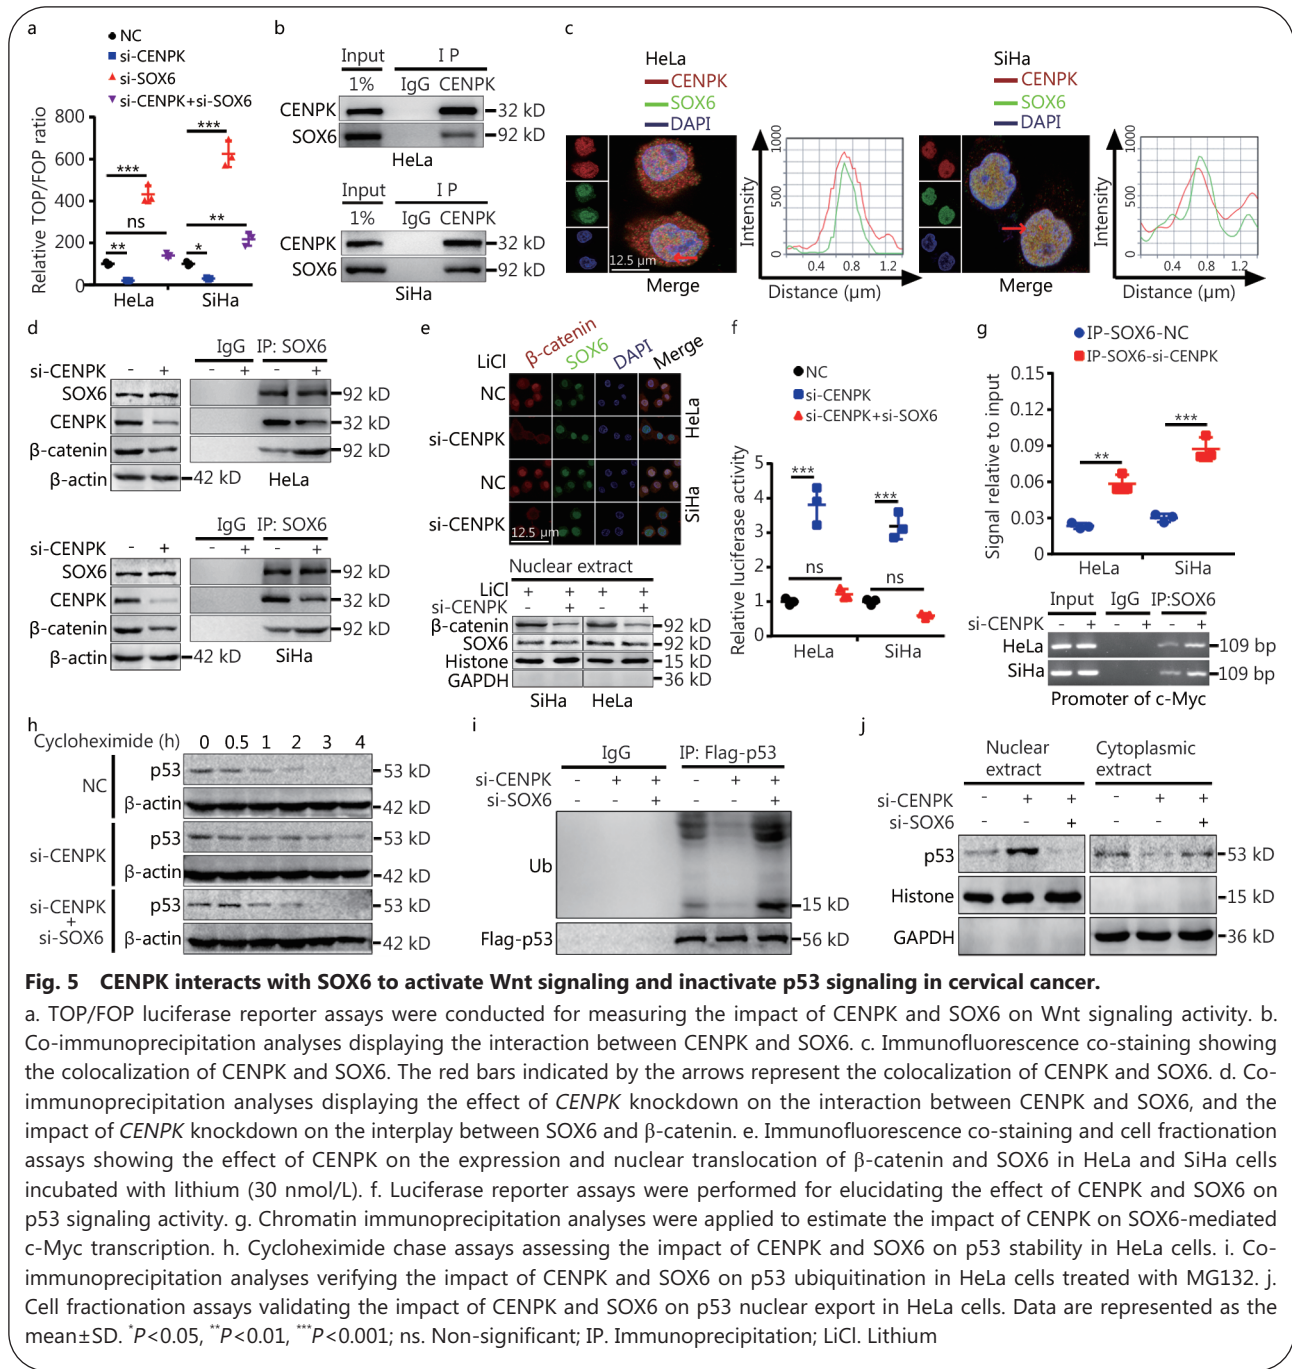 a
NC
si-CENPK
si-SOX6
si-CENPK+si-SOX6
Relative TOP/FOP ratio
800
600
400
200
0
***
ns
**
***
**
*
HeLa SiHa
b
Input I P
1% IgG CENPK
CENPK 32 kD
SOX6 92 kD
HeLa
Input I P
1% IgG CENPK
CENPK 32 kD
SOX6 92 kD
SiHa
c
HeLa
CENPK
SOX6
DAPI
12.5 μm
Merge
Intensity
1000
500
0
0.4 0.8 1.2
Distance (μm)
SiHa
CENPK
SOX6
DAPI
Merge
Intensity
1000
500
0
0.4 0.8 1.2
Distance (μm)
d
IgG IP: SOX6
si-CENPK - + - + - +
SOX6 92 kD
CENPK 32 kD
β-catenin 92 kD
β-actin 42 kD
HeLa
IgG IP: SOX6
si-CENPK - + - + - +
SOX6 92 kD
CENPK 32 kD
β-catenin 92 kD
β-actin 42 kD
SiHa
e
LiCl β-catenin SOX6 DAPI Merge
NC
si-CENPK
HeLa
NC
si-CENPK
SiHa
12.5 μm
Nuclear extract
LiCl + + + +
si-CENPK - + - +
β-catenin 92 kD
SOX6 92 kD
Histone 15 kD
GAPDH 36 kD
SiHa HeLa
f
NC
si-CENPK
si-CENPK+si-SOX6
Relative luciferase activity
5
4
3
2
1
0
***
ns
***
ns
HeLa SiHa
g
IP-SOX6-NC
IP-SOX6-si-CENPK
Signal relative to input
0.15
0.12
0.09
0.06
0.03
0
**
***
HeLa SiHa
Input IgG IP:SOX6
si-CENPK - + - + - +
HeLa 109 bp
SiHa 109 bp
Promoter of c-Myc
h
Cycloheximide (h) 0 0.5 1 2 3 4
NC
p53 53 kD
β-actin 42 kD
si-CENPK
p53 53 kD
β-actin 42 kD
si-CENPK
+
si-SOX6
p53 53 kD
β-actin 42 kD
i
IgG IP: Flag-p53
si-CENPK - + + - + +
si-SOX6 - - + - - +
Ub
15 kD
Flag-p53 56 kD
j
Nuclear extract
Cytoplasmic extract
si-CENPK - + + - + +
si-SOX6 - - + - - +
p53 53 kD
Histone 15 kD
GAPDH 36 kD
Fig. 5 CENPK interacts with SOX6 to activate Wnt signaling and inactivate p53 signaling in cervical cancer.
a. TOP/FOP luciferase reporter assays were conducted for measuring the impact of CENPK and SOX6 on Wnt signaling activity. b.
Co-immunoprecipitation analyses displaying the interaction between CENPK and SOX6. c. Immunofluorescence co-staining showing
the colocalization of CENPK and SOX6. The red bars indicated by the arrows represent the colocalization of CENPK and SOX6. d. Co-
immunoprecipitation analyses displaying the effect of CENPK knockdown on the interaction between CENPK and SOX6, and the
impact of CENPK knockdown on the interplay between SOX6 and β-catenin. e. Immunofluorescence co-staining and cell fractionation
assays showing the effect of CENPK on the expression and nuclear translocation of β-catenin and SOX6 in HeLa and SiHa cells
incubated with lithium (30 nmol/L). f. Luciferase reporter assays were performed for elucidating the effect of CENPK and SOX6 on
p53 signaling activity. g. Chromatin immunoprecipitation analyses were applied to estimate the impact of CENPK on SOX6-mediated
c-Myc transcription. h. Cycloheximide chase assays assessing the impact of CENPK and SOX6 on p53 stability in HeLa cells. i. Co-
immunoprecipitation analyses verifying the impact of CENPK and SOX6 on p53 ubiquitination in HeLa cells treated with MG132. j.
Cell fractionation assays validating the impact of CENPK and SOX6 on p53 nuclear export in HeLa cells. Data are represented as the
mean±SD. *P<0.05, **P<0.01, ***P<0.001; ns. Non-significant; IP. Immunoprecipitation; LiCl. Lithium